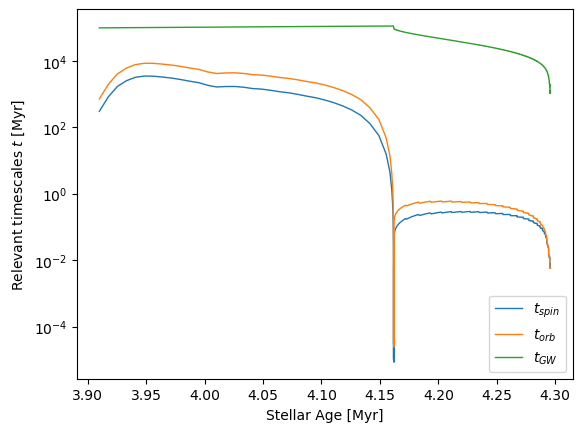 Relevant timescales t [Myr]
10^4
10^2
10^0
10^-2
10^-4
3.90 3.95 4.00 4.05 4.10 4.15 4.20 4.25 4.30
Stellar Age [Myr]
t_spin
t_orb
t_GW